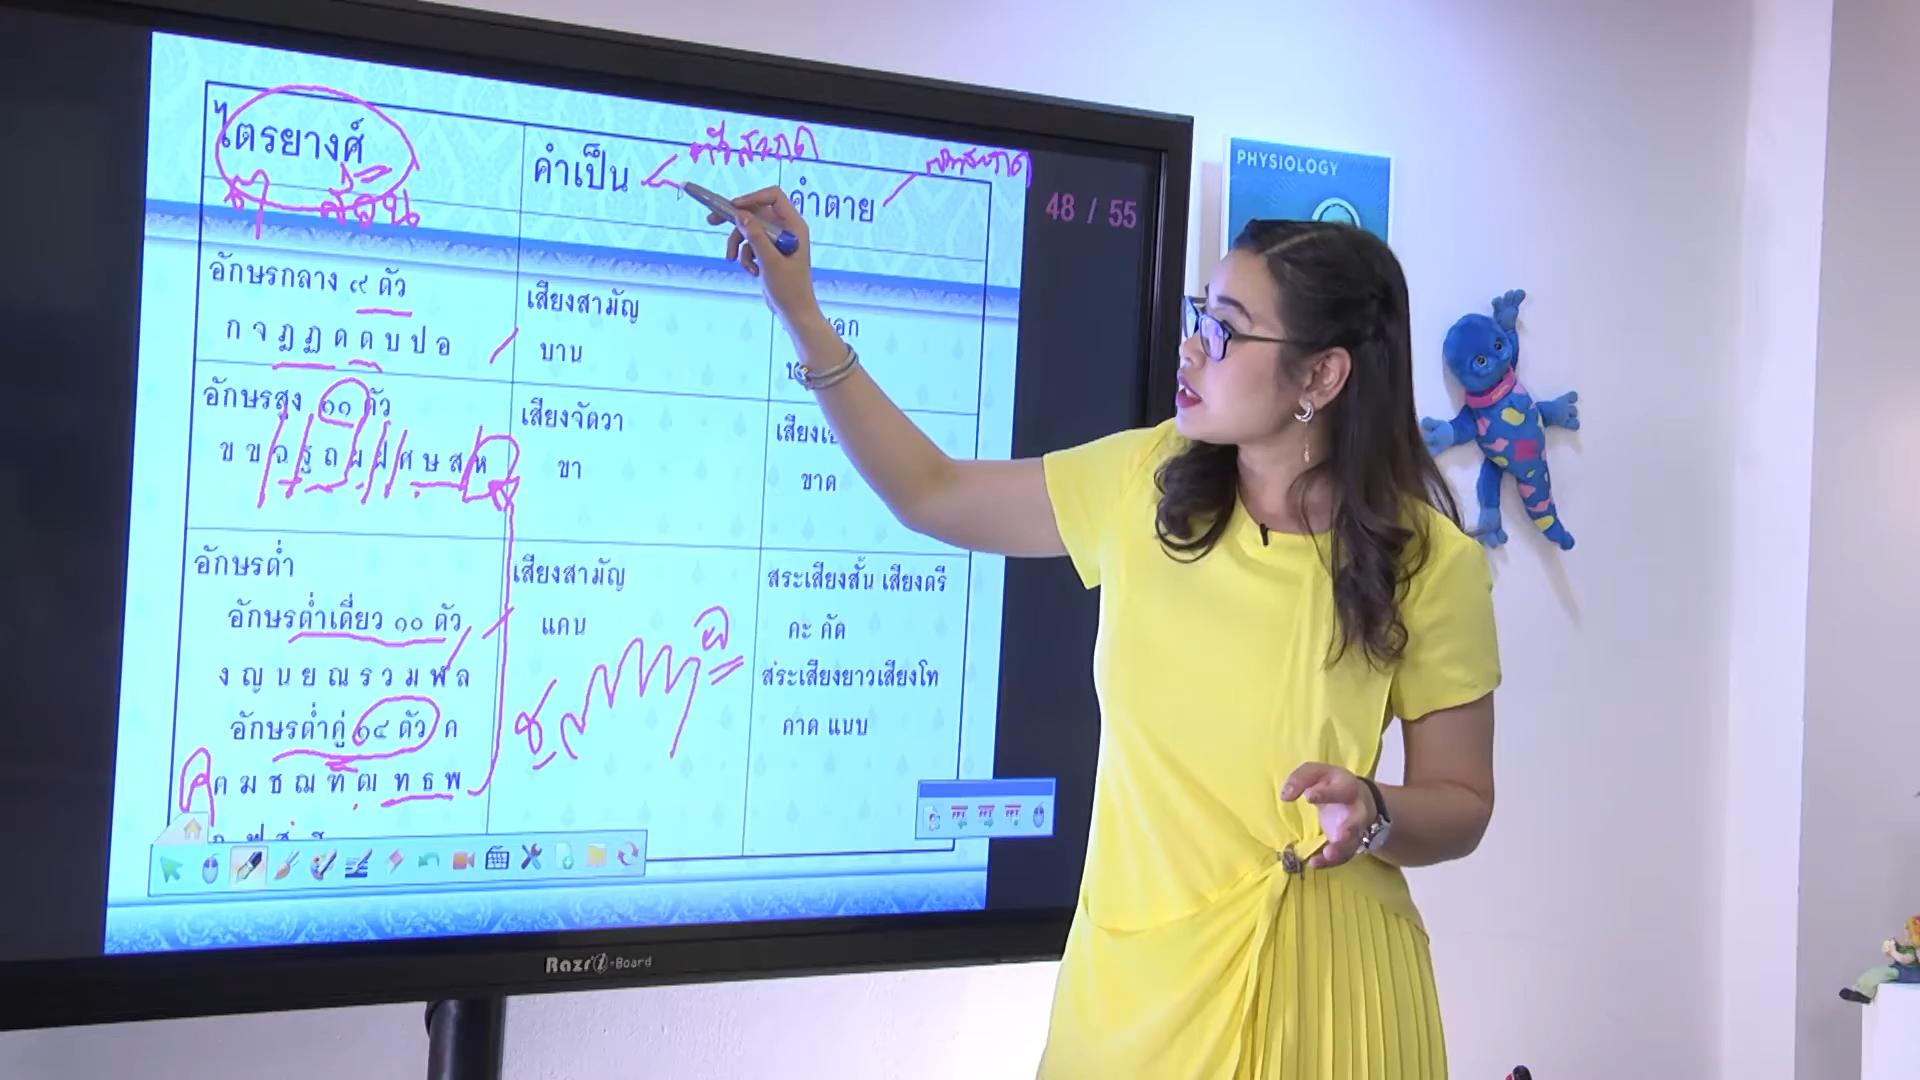 ไตรยางศ์
คำเป็น
คำตาย
48 / 55
PHYSIOLOGY
อักษรกลาง ๙ ตัว
ก จ ฎ ฏ ด ต บ ป อ
เสียงสามัญ
บาน
อักษรสูง ๑๑ ตัว
ข ฃ ฉ ฐ ถ ผ ฝ ศ ษ ส ห
เสียงจัตวา
ขา
ขาด
อักษรต่ำ
อักษรต่ำเดี่ยว ๑๐ ตัว
ง ญ น ย ณ ร ว ม ฬ ล
อักษรต่ำคู่ ๑๔ ตัว ค
เสียงสามัญ
แคน
สระเสียงสั้น เสียงตรี
คะ คัด
สระเสียงยาวเสียงโท
คาด แนบ
Razr i-Board